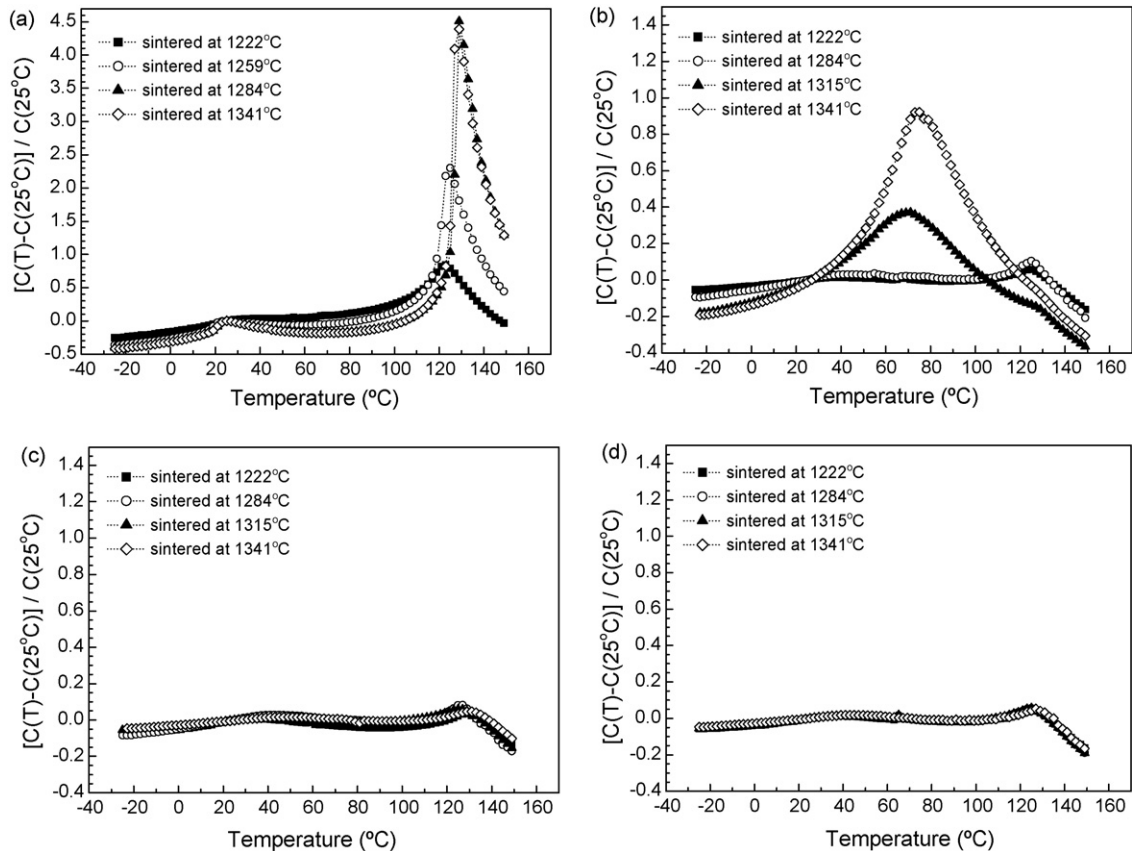 (a)
4.5
4.0
3.5
3.0
2.5
2.0
1.5
1.0
0.5
0.0
-0.5
[C(T)-C(25°C)] / C(25°C)
sintered at 1222°C
sintered at 1259°C
sintered at 1284°C
sintered at 1341°C
-40 -20 0 20 40 60 80 100 120 140 160
Temperature (ºC)
(b)
1.4
1.2
1.0
0.8
0.6
0.4
0.2
0.0
-0.2
-0.4
[C(T)-C(25°C)] / C(25°C)
sintered at 1222°C
sintered at 1284°C
sintered at 1315°C
sintered at 1341°C
-40 -20 0 20 40 60 80 100 120 140 160
Temperature (ºC)
(c)
1.4
1.2
1.0
0.8
0.6
0.4
0.2
0.0
-0.2
-0.4
[C(T)-C(25°C)] / C(25°C)
sintered at 1222°C
sintered at 1284°C
sintered at 1315°C
sintered at 1341°C
-40 -20 0 20 40 60 80 100 120 140 160
Temperature (ºC)
(d)
1.4
1.2
1.0
0.8
0.6
0.4
0.2
0.0
-0.2
-0.4
[C(T)-C(25°C)] / C(25°C)
sintered at 1222°C
sintered at 1284°C
sintered at 1315°C
sintered at 1341°C
-40 -20 0 20 40 60 80 100 120 140 160
Temperature (ºC)